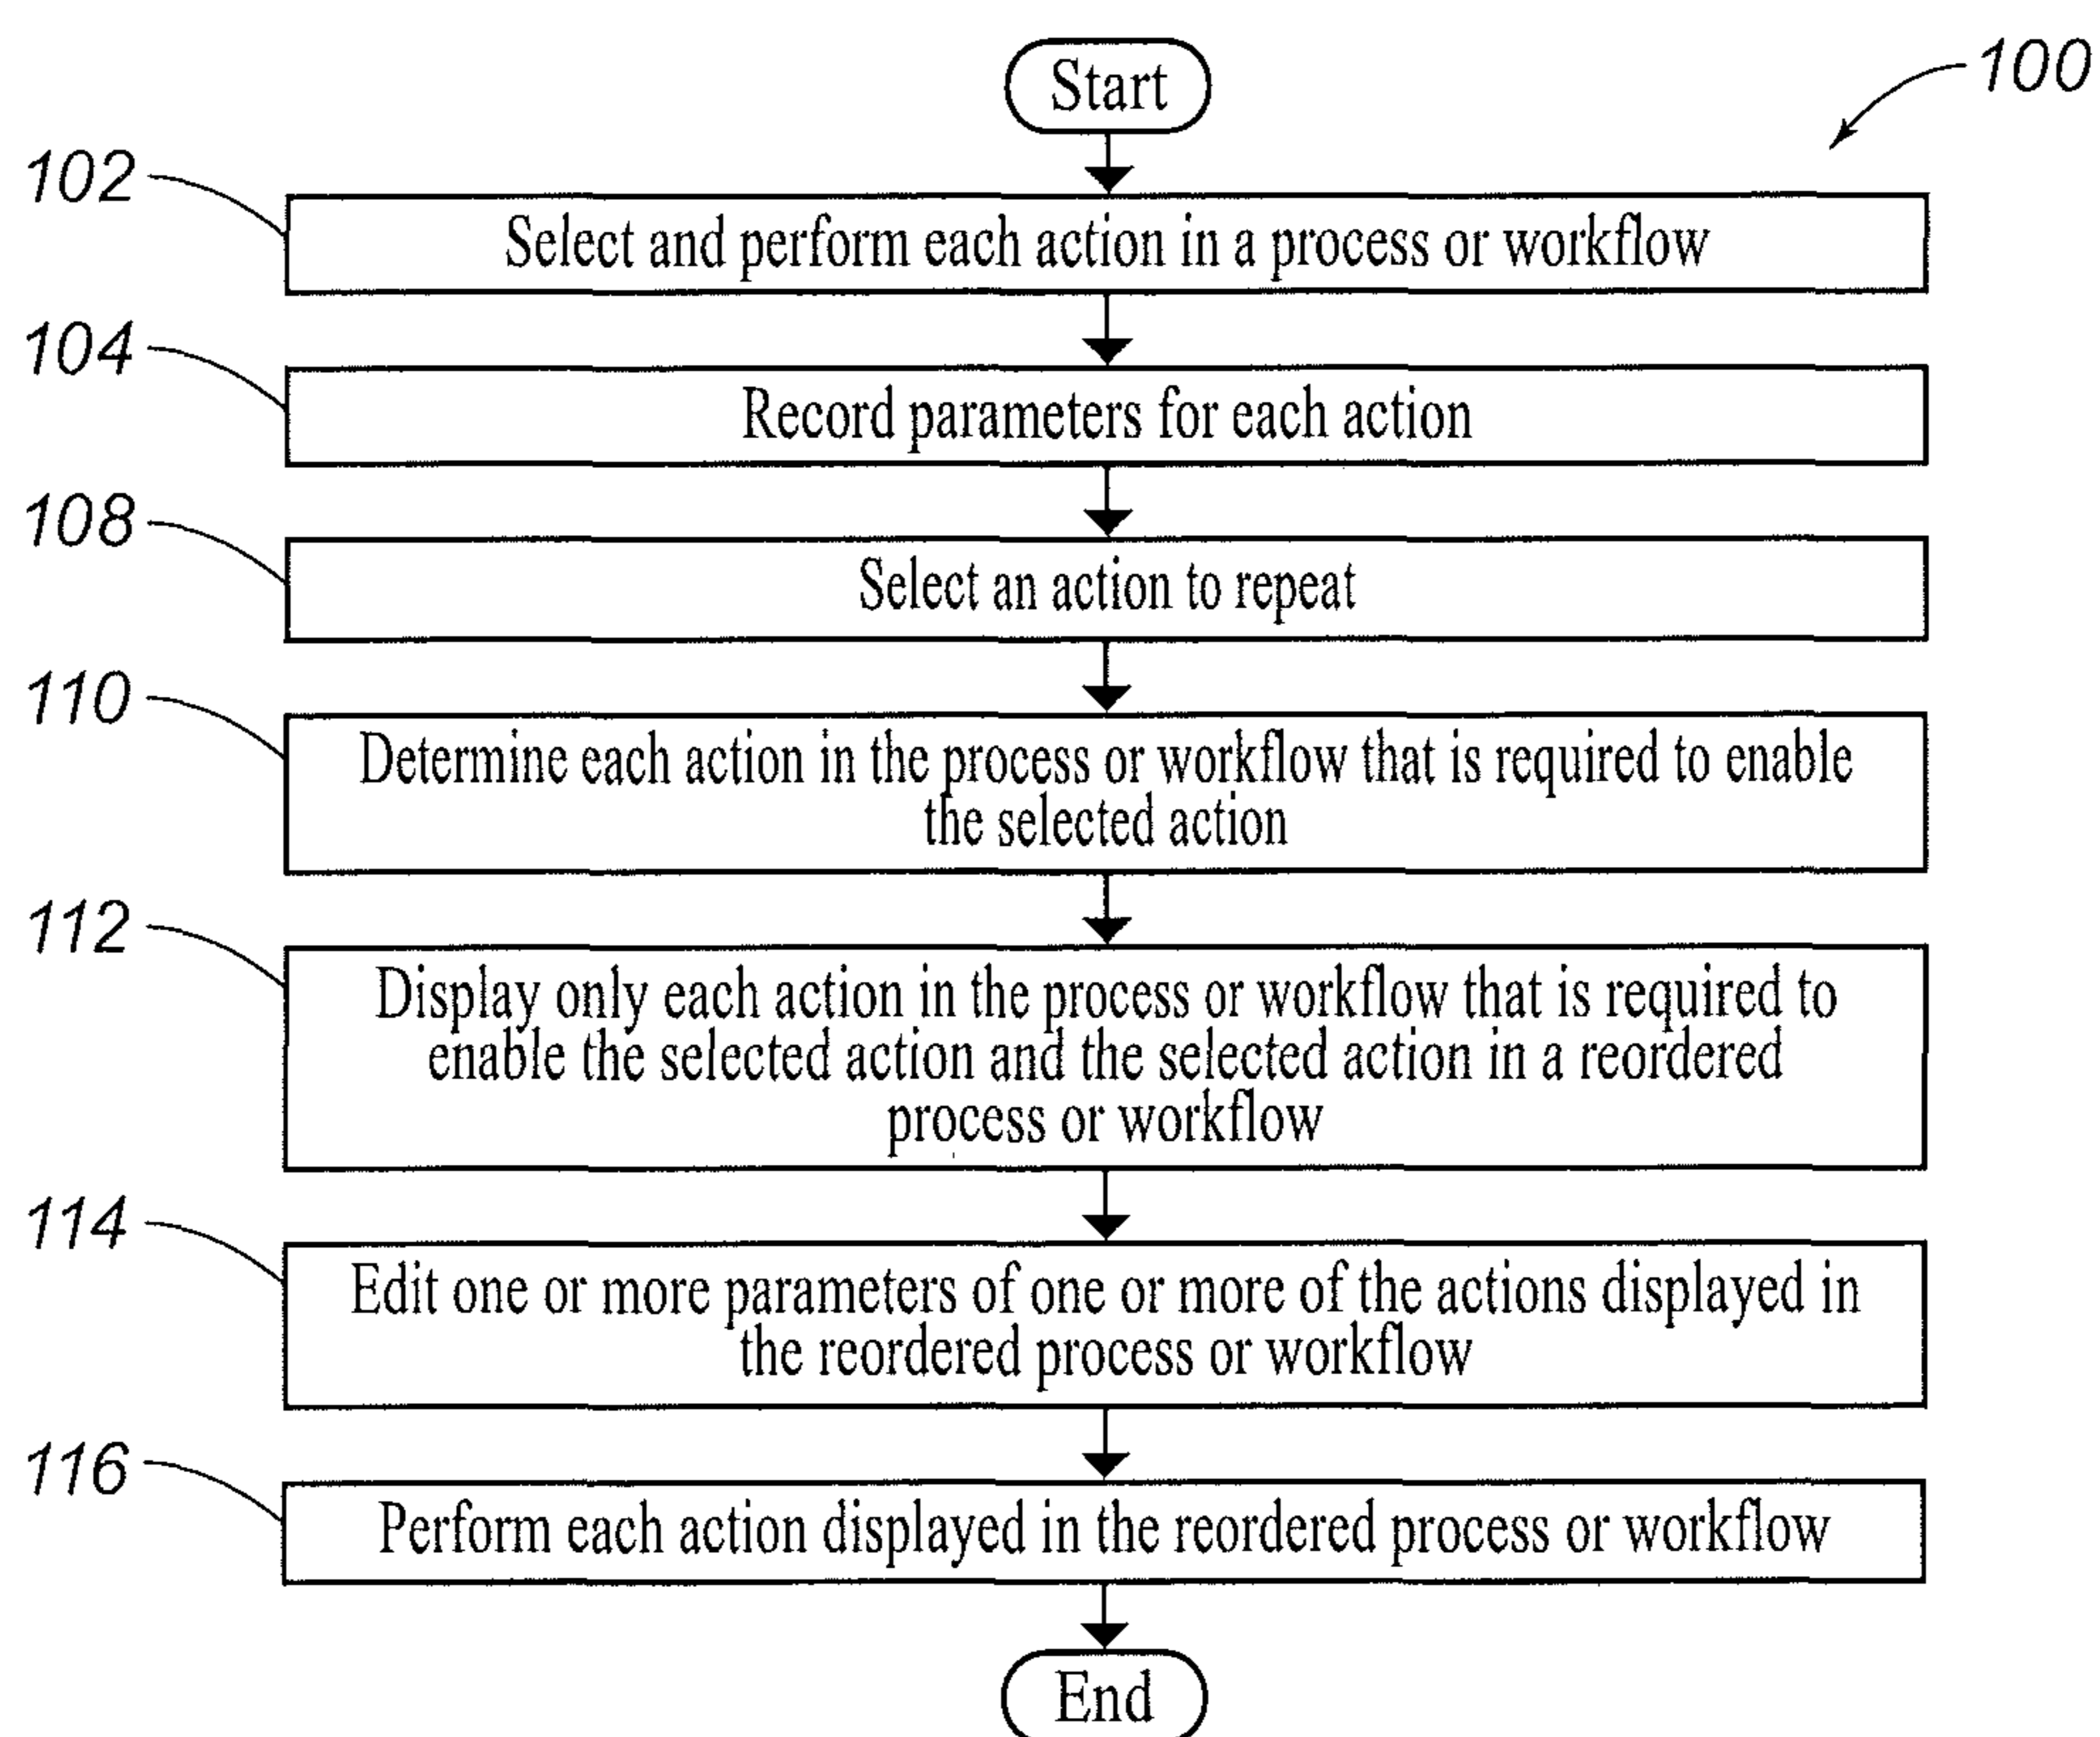 Start
100
102
Select and perform each action in a process or workflow
104
Record parameters for each action
108
Select an action to repeat
110
Determine each action in the process or workflow that is required to enable
the selected action
112
Display only each action in the process or workflow that is required to
enable the selected action and the selected action in a reordered
process or workflow
114
Edit one or more parameters of one or more of the actions displayed in
the reordered process or workflow
116
Perform each action displayed in the reordered process or workflow
End